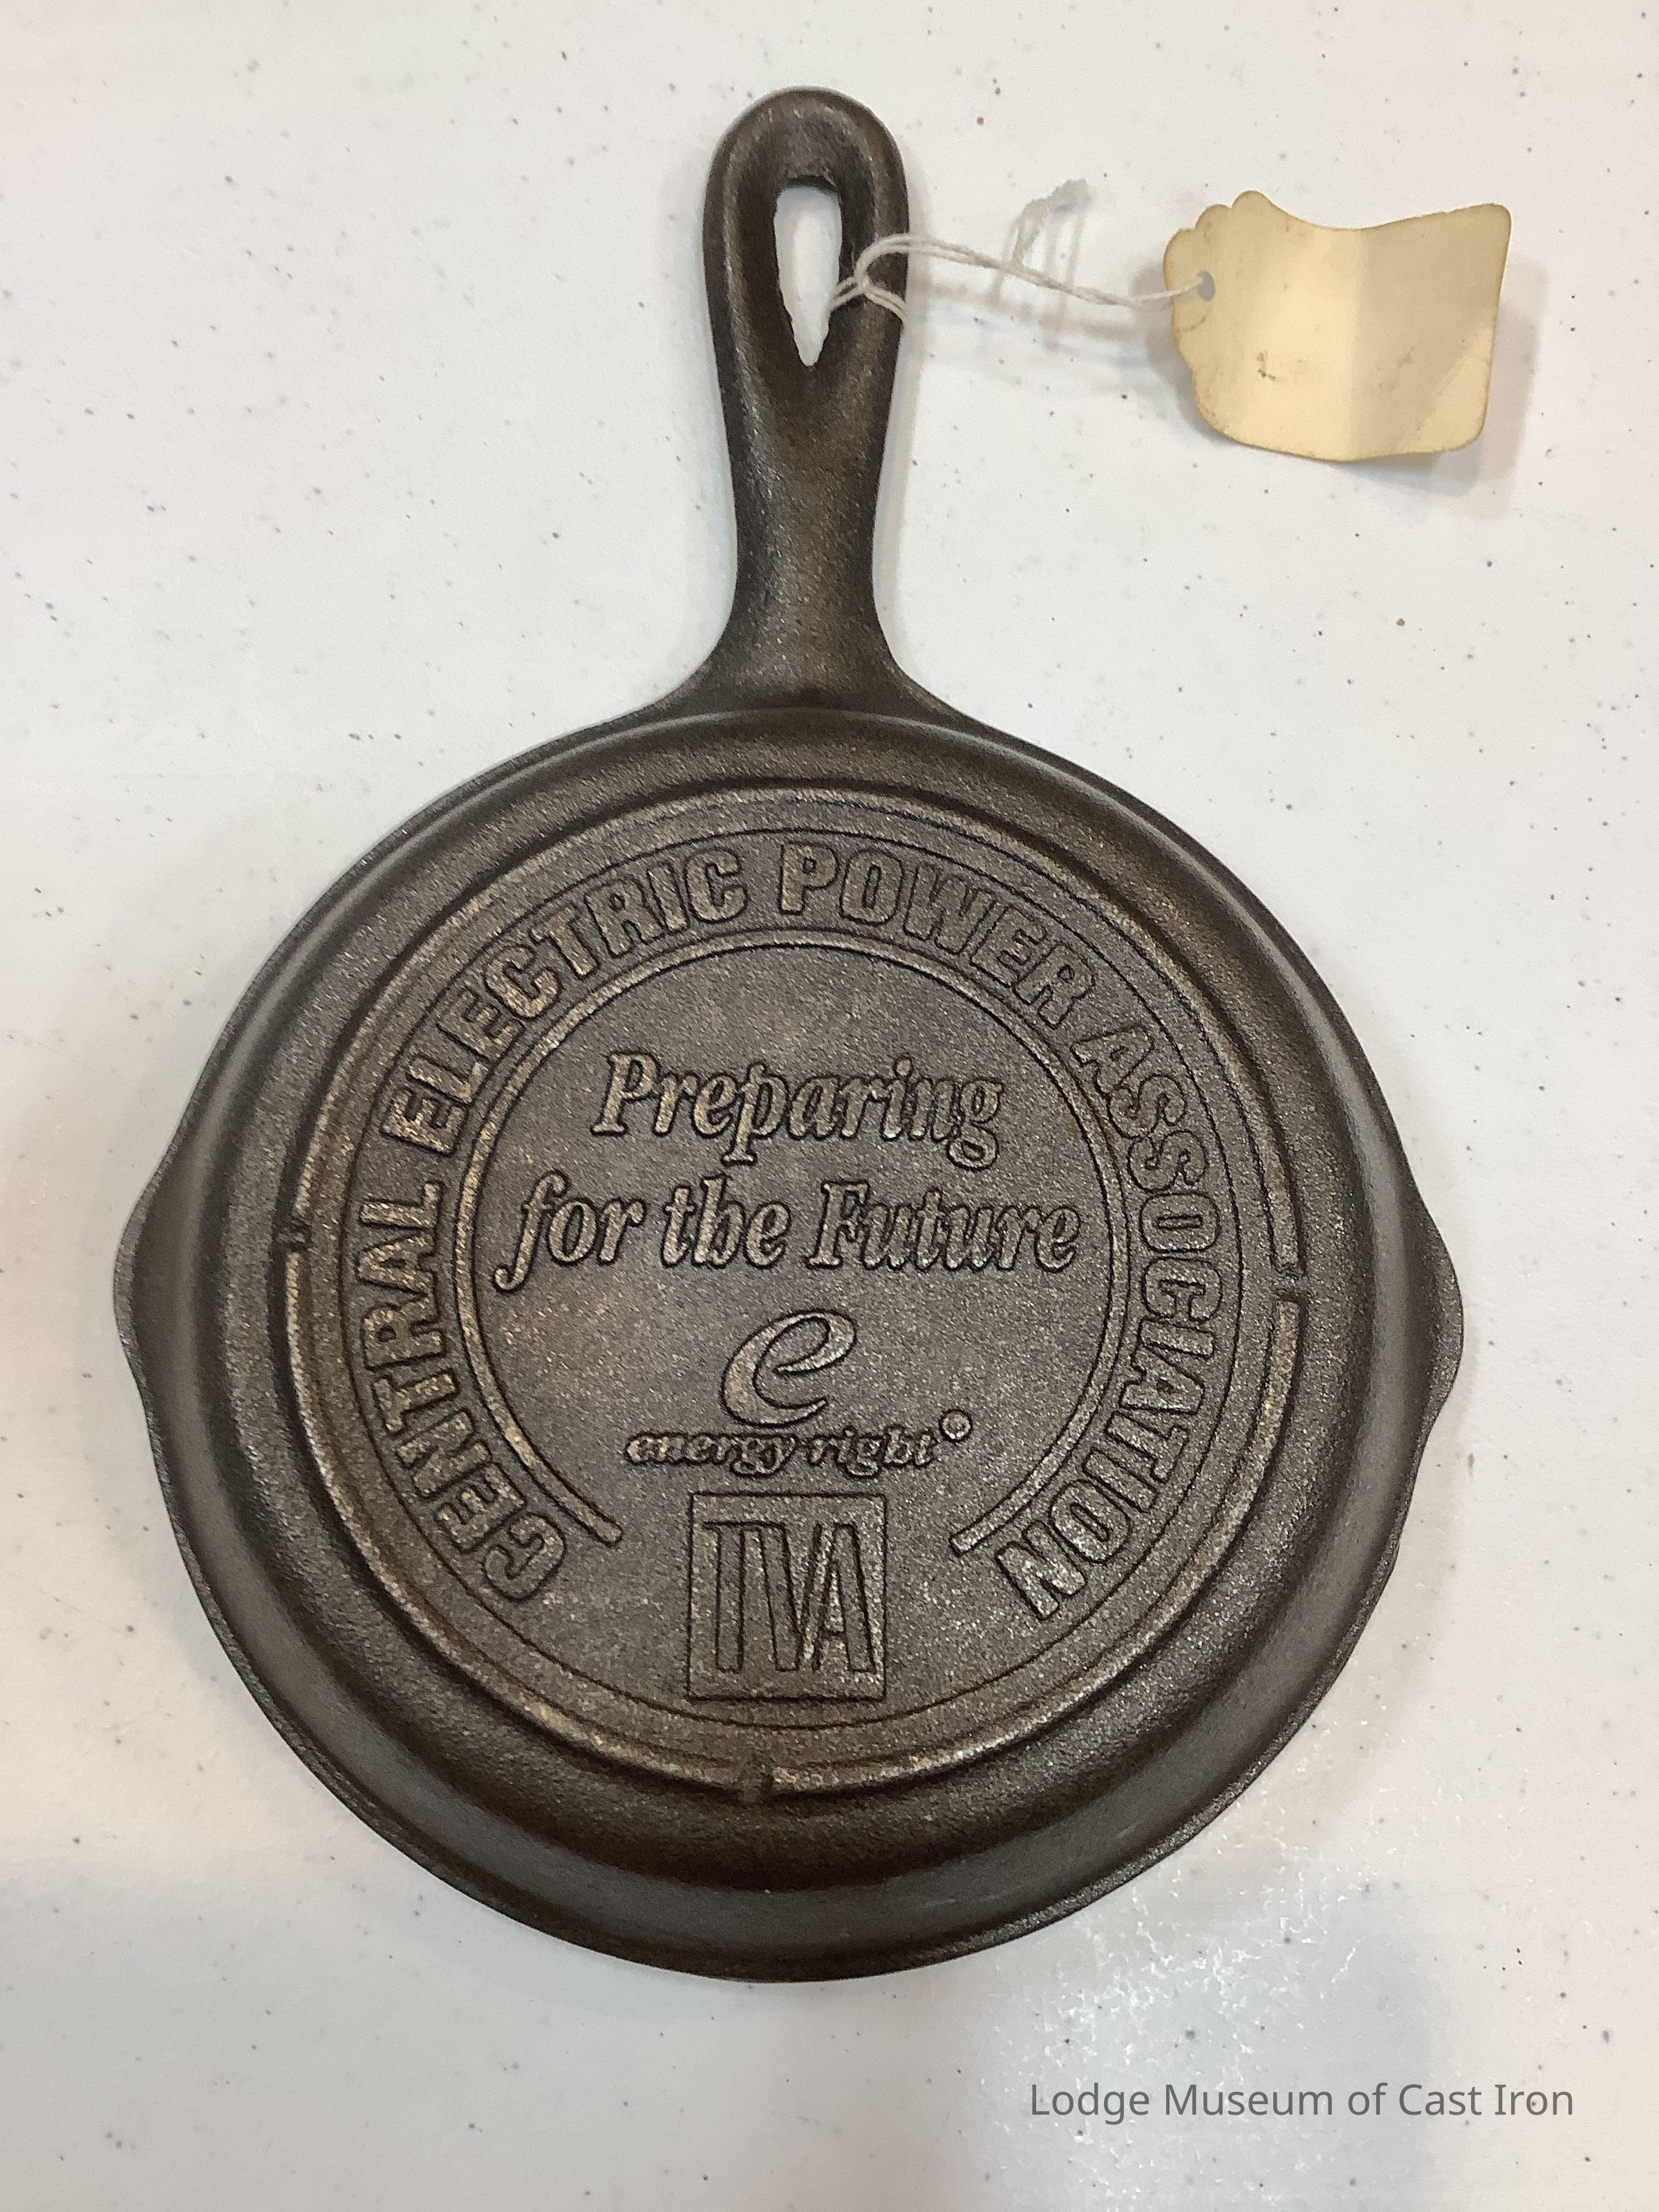 CENTRAL ELECTRIC POWER ASSOCIATION
Preparing
for the Future
e
energy right®
TVA
Lodge Museum of Cast Iron